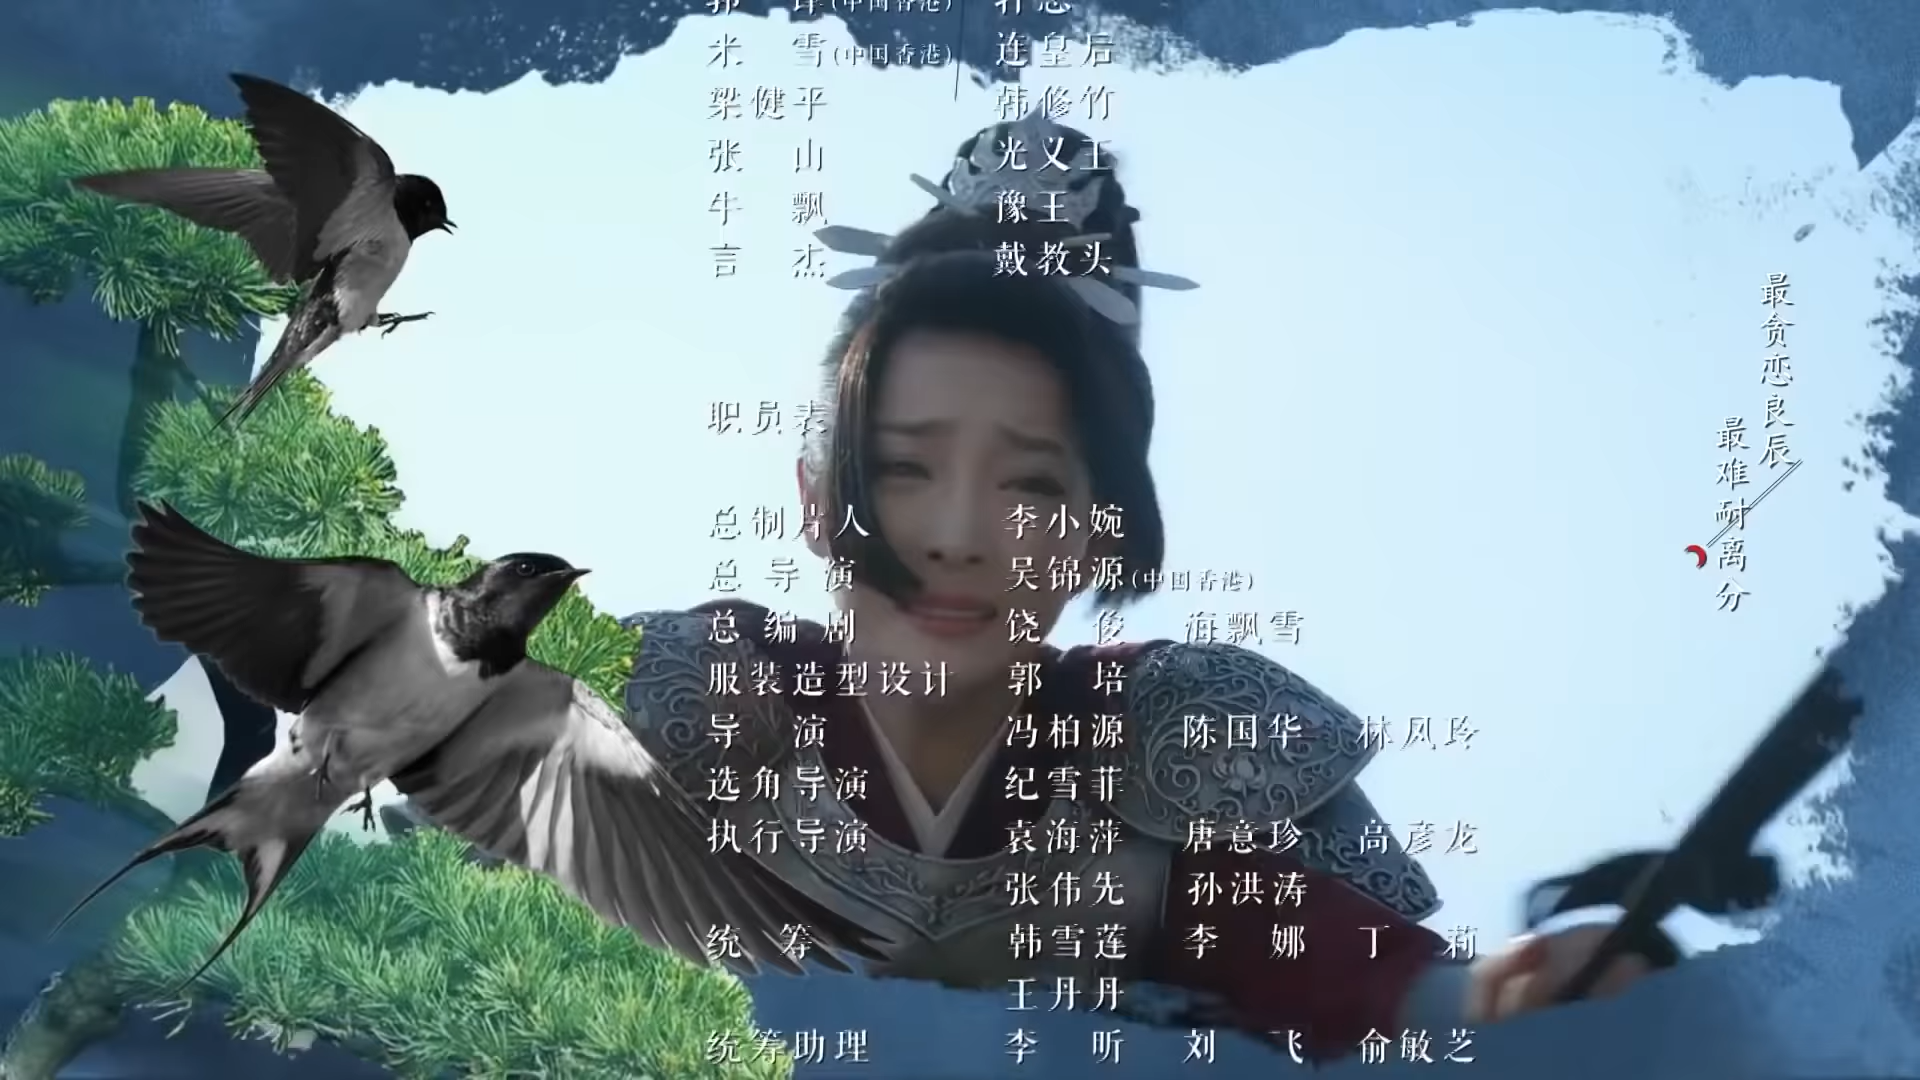 米 雪(中国香港) 连皇后
梁健平 韩修竹
张 山 光义王
牛 飘 豫王
言 杰 戴教头
职员表
总制片人 李小婉
总导演 吴锦源(中国香港)
总编剧 饶 俊 海飘雪
服装造型设计 郭 培
导 演 冯柏源 陈国华 林凤玲
选角导演 纪雪菲
执行导演 袁海萍 唐意珍 高彦龙
张伟先 孙洪涛
统 筹 韩雪莲 李 娜 丁 莉
王丹丹
统筹助理 李 昕 刘 飞 俞敏芝
最贪恋良辰
最难耐离分